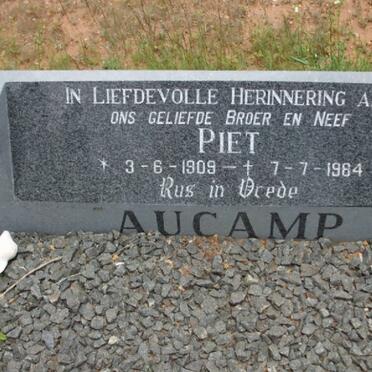 IN LIEFDEVOLLE HERINNERING A
ONS GELIEFDE BROER EN NEEF
PIET
* 3-6-1909 — † 7-7-1984
Rus in Vrede
AUCAMP